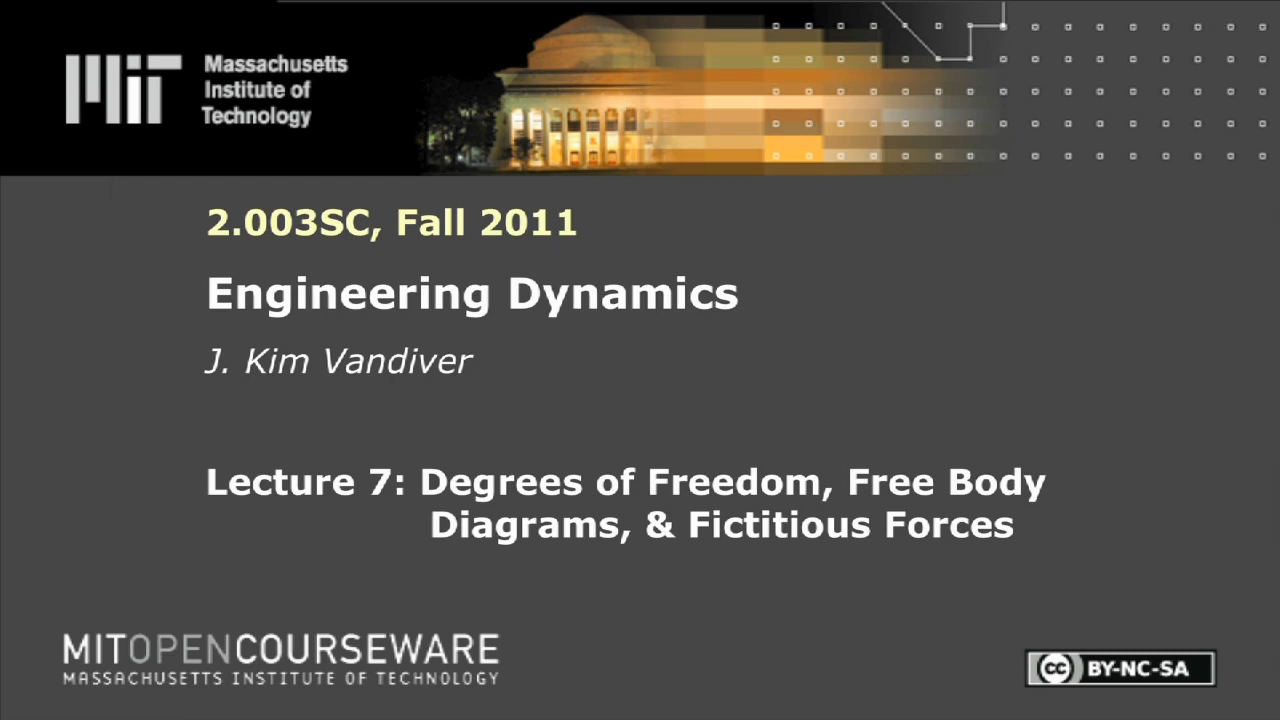 Massachusetts
Institute of
Technology
2.003SC, Fall 2011
Engineering Dynamics
J. Kim Vandiver
Lecture 7: Degrees of Freedom, Free Body
Diagrams, & Fictitious Forces
MITOPENCOURSEWARE
MASSACHUSETTS INSTITUTE OF TECHNOLOGY
cc BY-NC-SA